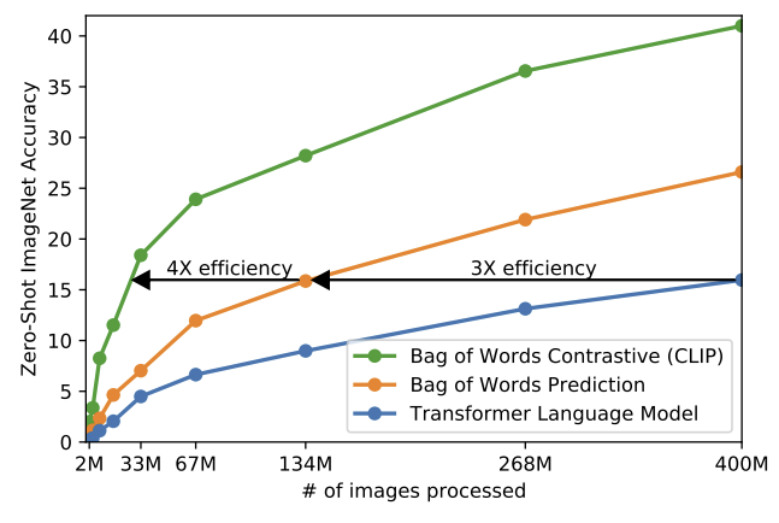 40
35
30
25
20
15
10
5
0
Zero-Shot ImageNet Accuracy
4X efficiency
3X efficiency
Bag of Words Contrastive (CLIP)
Bag of Words Prediction
Transformer Language Model
2M 33M 67M 134M 268M 400M
# of images processed